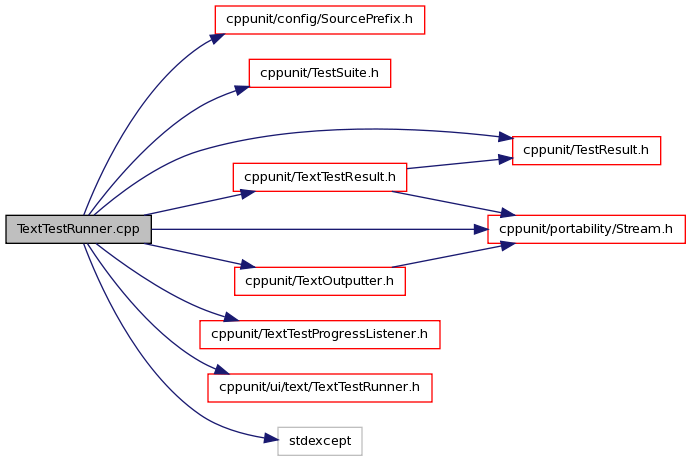 cppunit/config/SourcePrefix.h
cppunit/TestSuite.h
cppunit/TestResult.h
cppunit/TextTestResult.h
TextTestRunner.cpp
cppunit/portability/Stream.h
cppunit/TextOutputter.h
cppunit/TextTestProgressListener.h
cppunit/ui/text/TextTestRunner.h
stdexcept